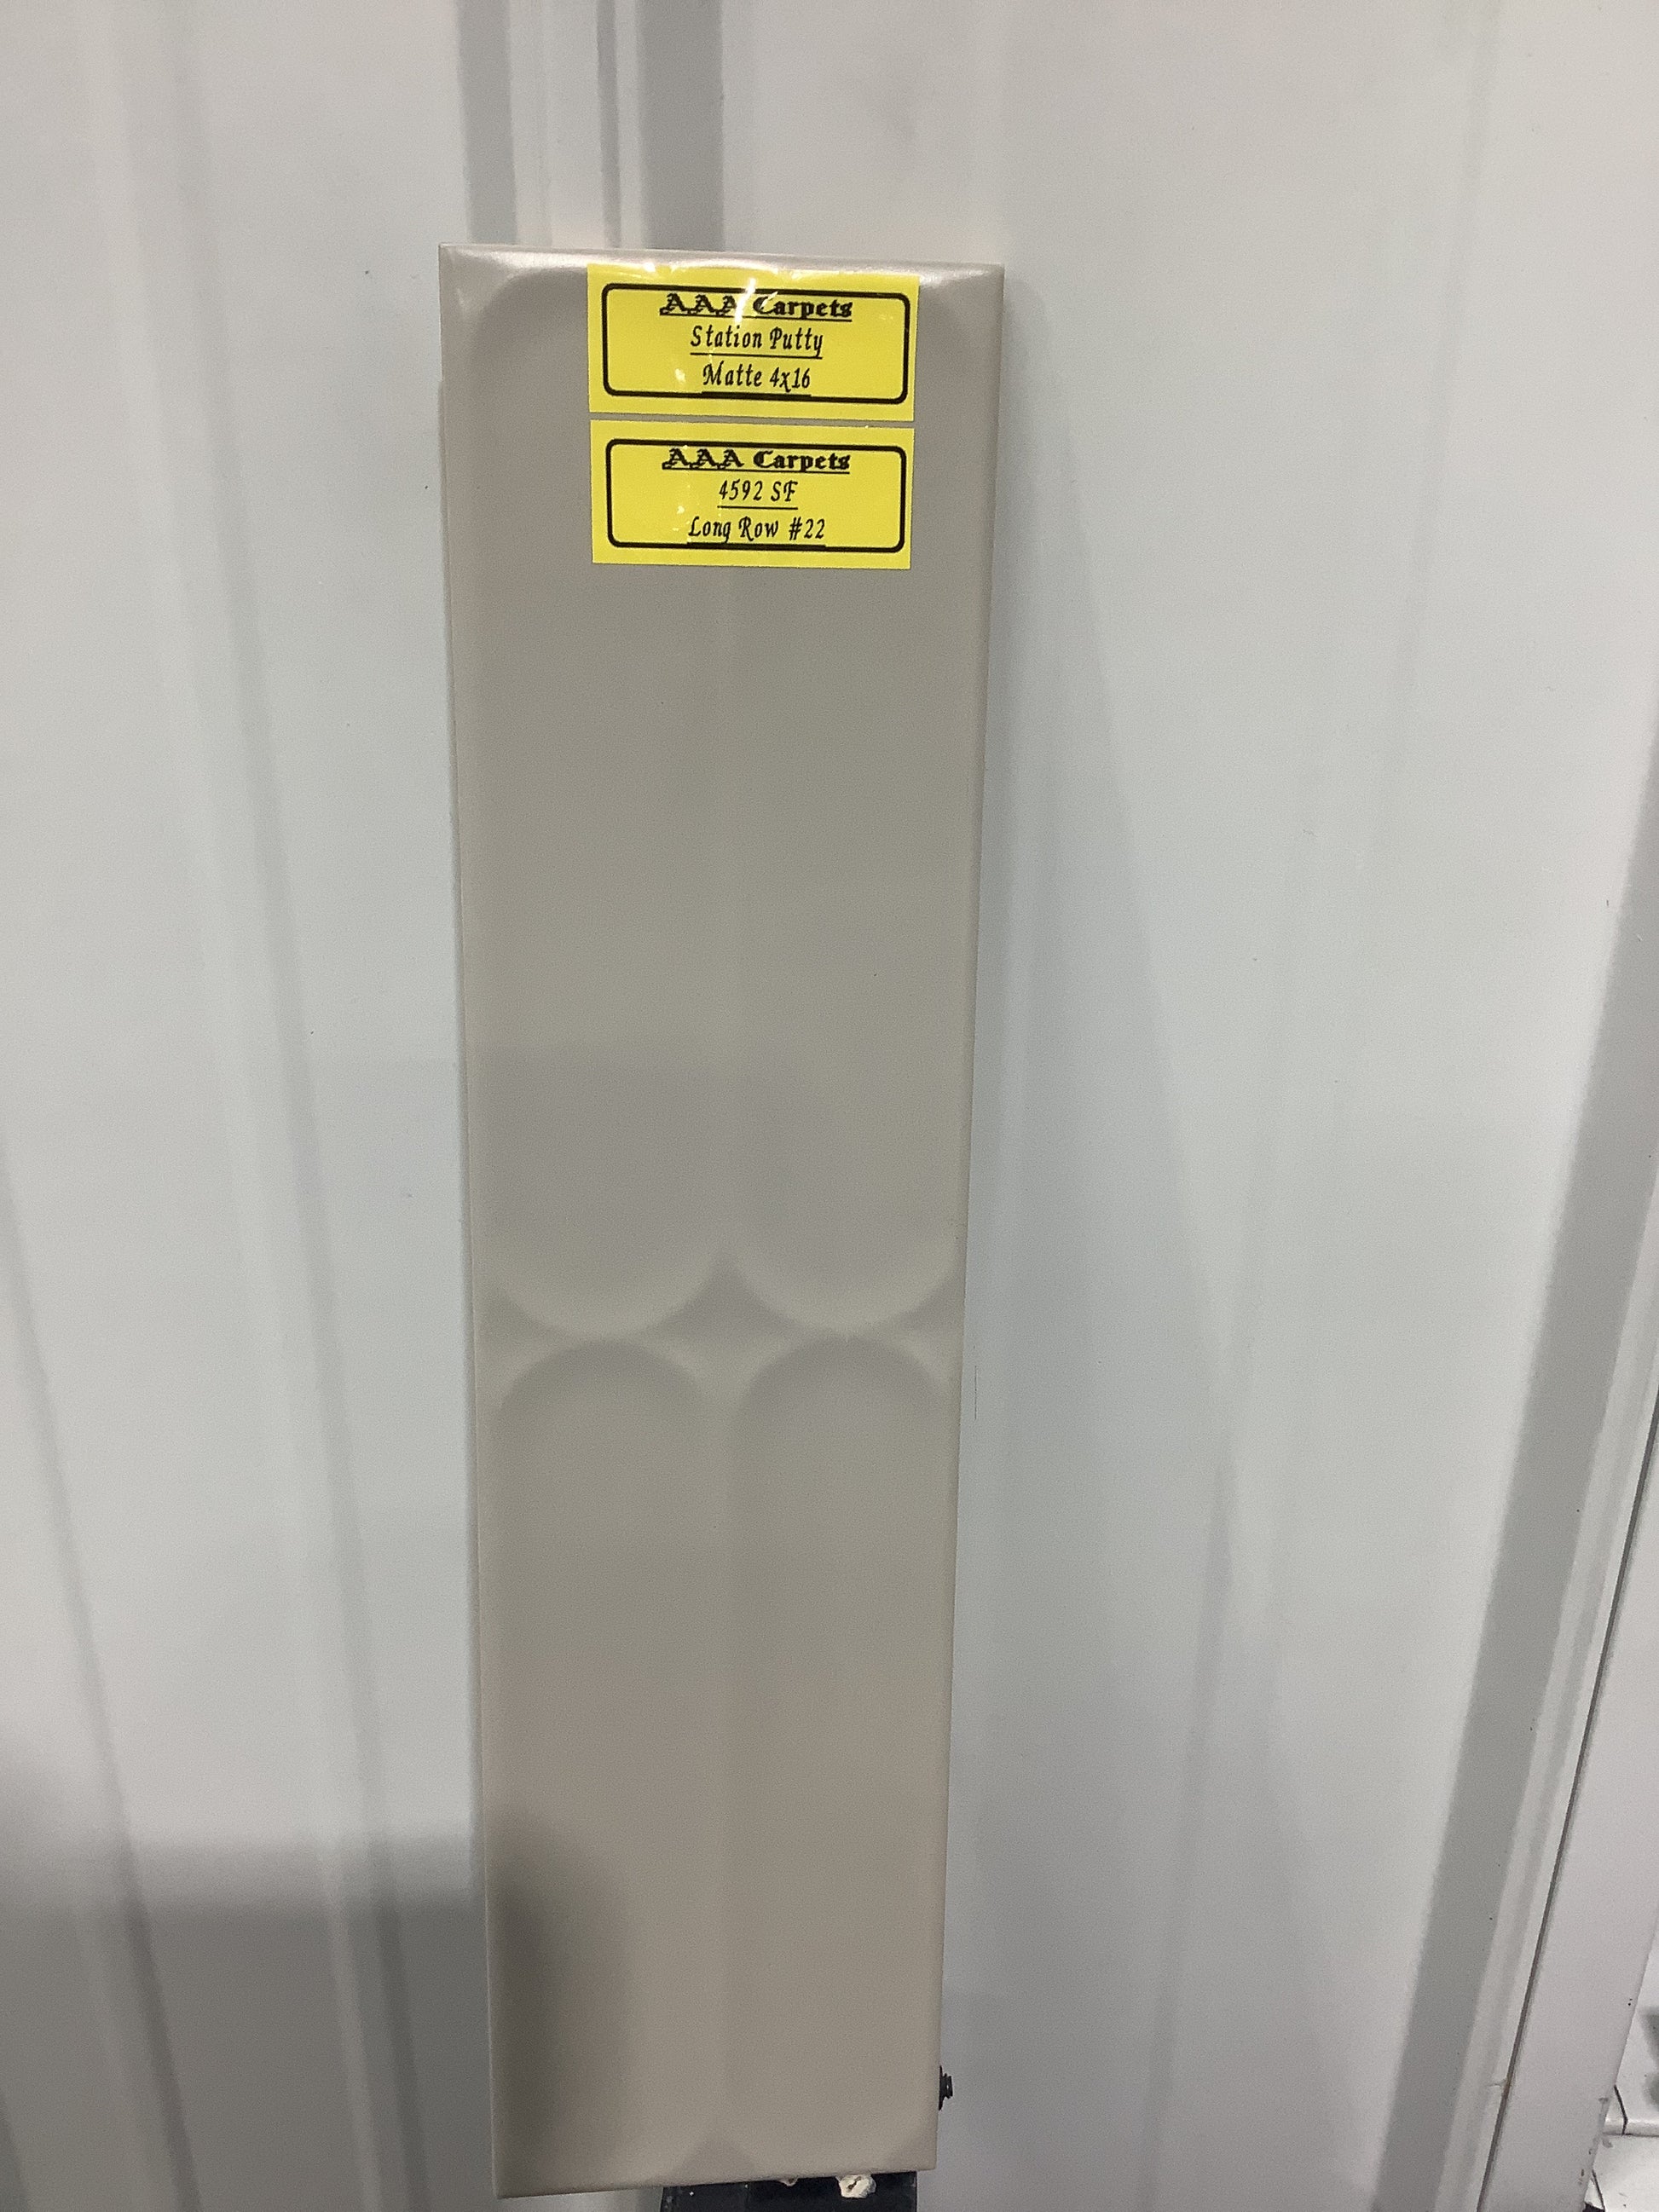 AAA Carpets
Station Putty
Matte 4x16
AAA Carpets
4592 SF
Long Row #22